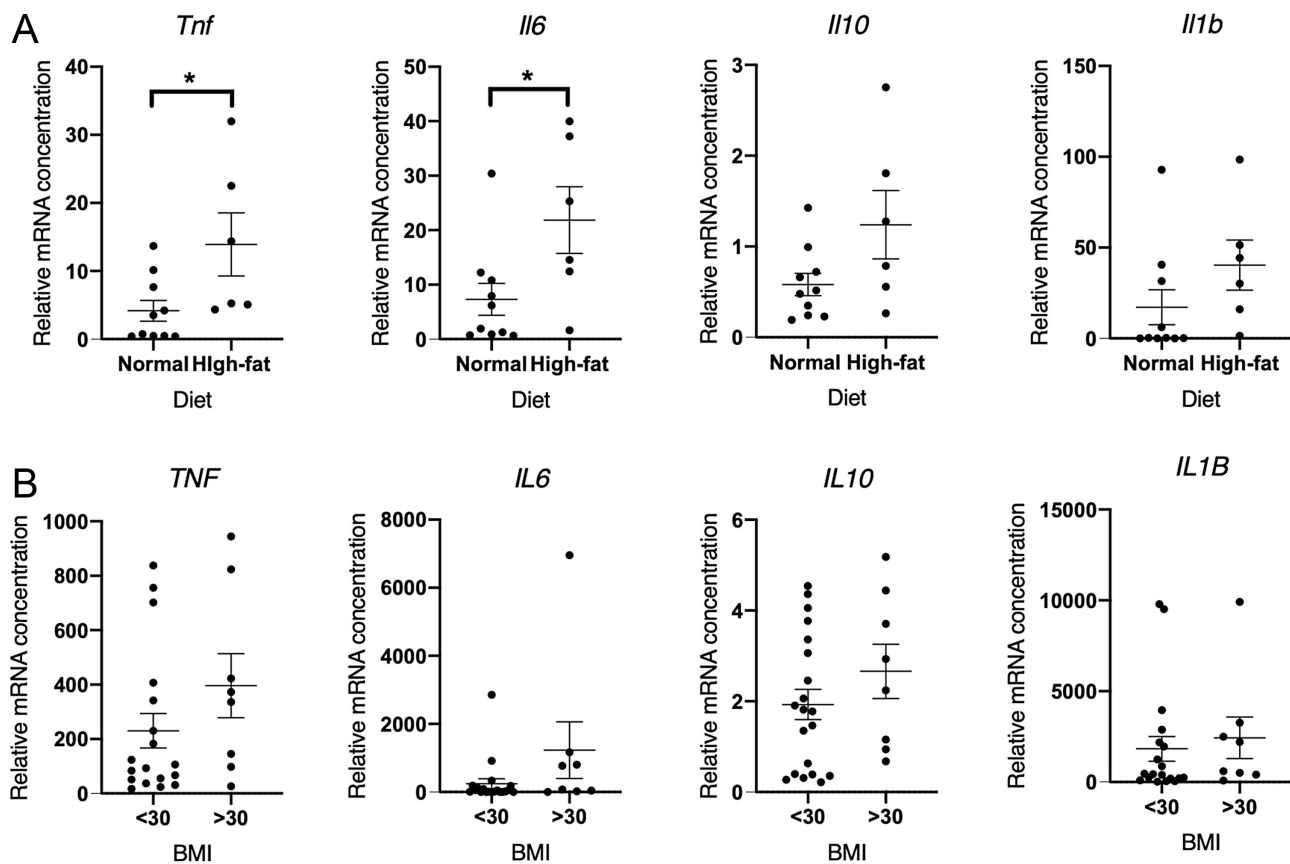 A
Tnf
Relative mRNA concentration
40
30
20
10
0
*
Normal HIgh-fat
Diet
Il6
Relative mRNA concentration
50
40
30
20
10
0
*
Normal High-fat
Diet
Il10
Relative mRNA concentration
3
2
1
0
Normal High-fat
Diet
Il1b
Relative mRNA concentration
150
100
50
0
Normal High-fat
Diet
B
TNF
Relative mRNA concentration
1000
800
600
400
200
0
<30 >30
BMI
IL6
Relative mRNA concentration
8000
6000
4000
2000
0
<30 >30
BMI
IL10
Relative mRNA concentration
6
4
2
0
<30 >30
BMI
IL1B
Relative mRNA concentration
15000
10000
5000
0
<30 >30
BMI